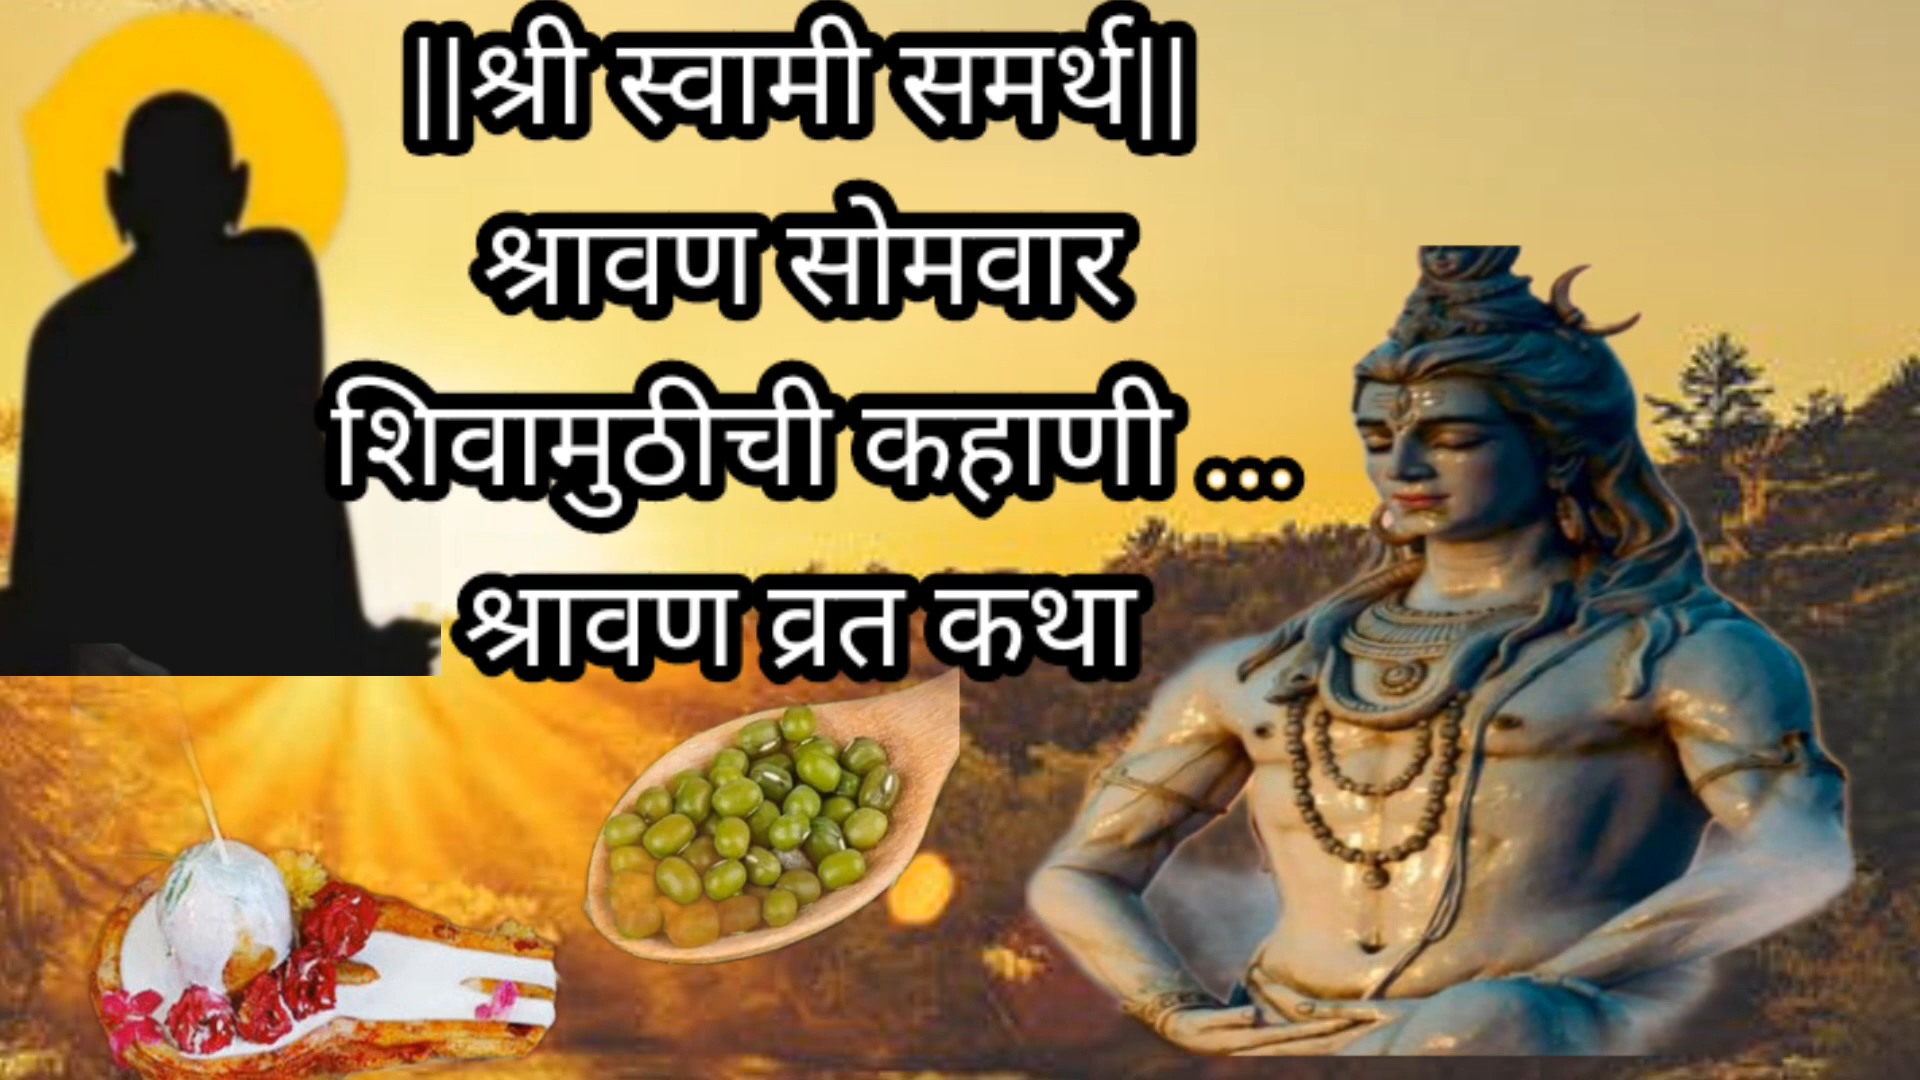 ||श्री स्वामी समर्थ||
श्रावण सोमवार
शिवामुठीची कहाणी ...
श्रावण व्रत कथा